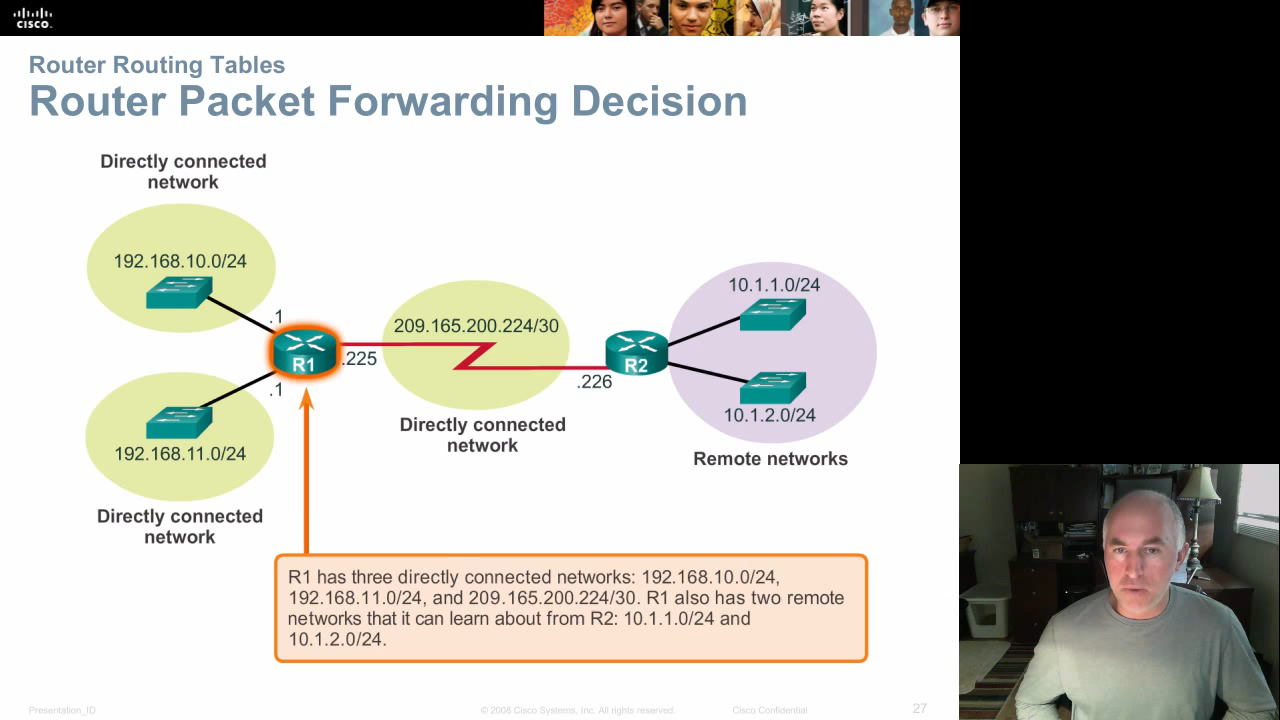 CISCO.
Router Routing Tables
Router Packet Forwarding Decision
Directly connected
network
192.168.10.0/24
.1
R1
.225
.1
192.168.11.0/24
Directly connected
network
209.165.200.224/30
.226
Directly connected
network
R2
10.1.1.0/24
10.1.2.0/24
Remote networks
R1 has three directly connected networks: 192.168.10.0/24,
192.168.11.0/24, and 209.165.200.224/30. R1 also has two remote
networks that it can learn about from R2: 10.1.1.0/24 and
10.1.2.0/24.
Presentation_ID
© 2008 Cisco Systems, Inc. All rights reserved.
Cisco Confidential
27